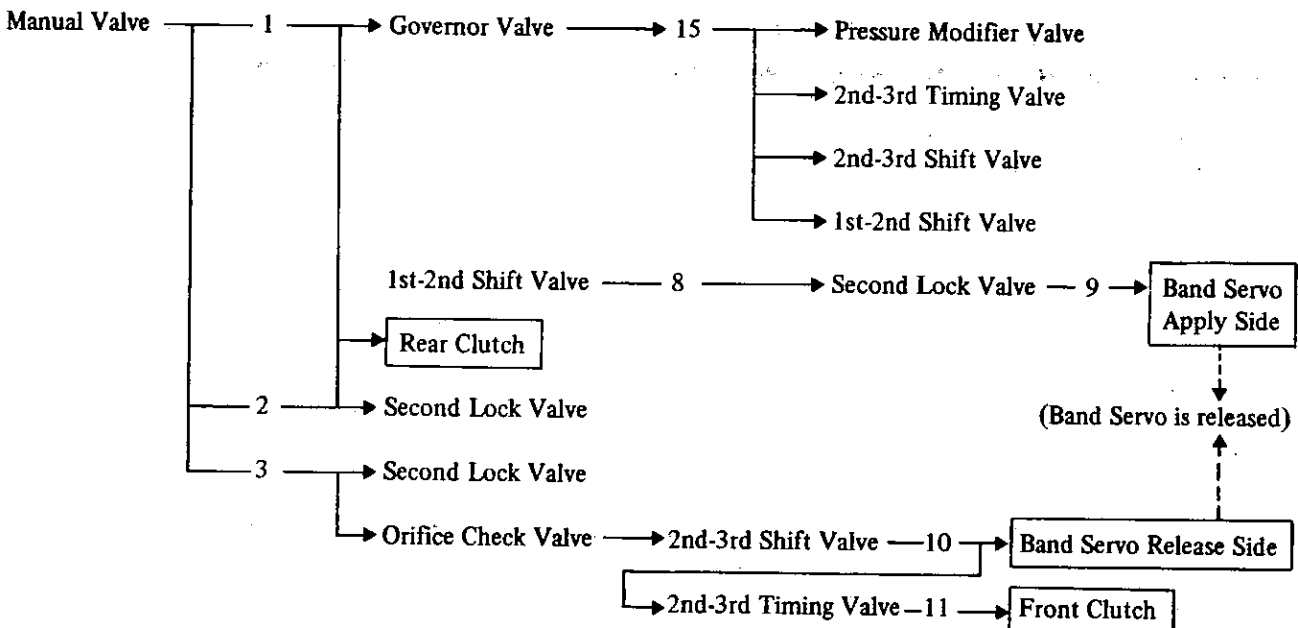 Manual Valve 1 Governor Valve 15 Pressure Modifier Valve
2nd-3rd Timing Valve
2nd-3rd Shift Valve
1st-2nd Shift Valve
1st-2nd Shift Valve 8 Second Lock Valve 9 Band Servo
Apply Side
Rear Clutch
2 Second Lock Valve
(Band Servo is released)
3 Second Lock Valve
Orifice Check Valve 2nd-3rd Shift Valve 10 Band Servo Release Side
2nd-3rd Timing Valve 11 Front Clutch